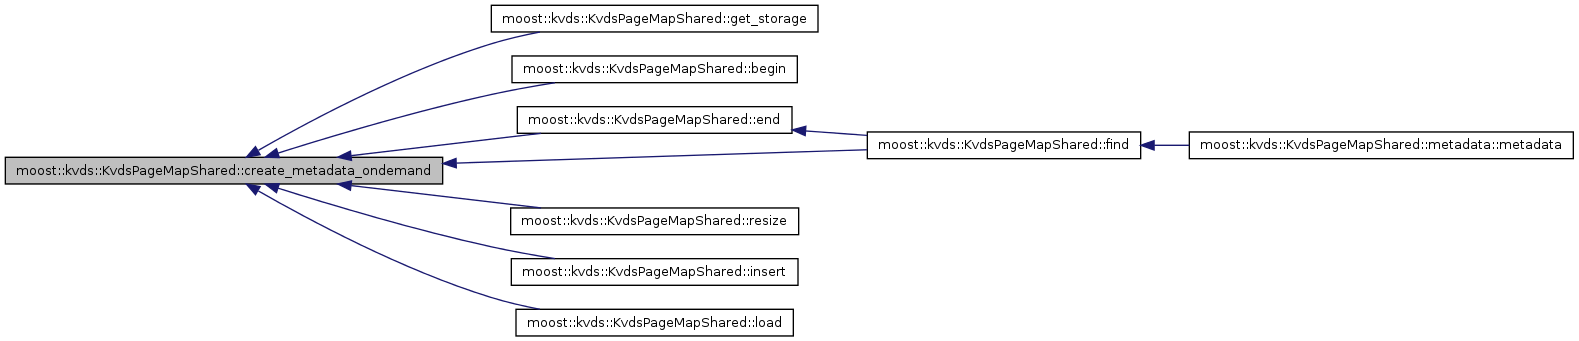 moost::kvds::KvdsPageMapShared::get_storage
moost::kvds::KvdsPageMapShared::begin
moost::kvds::KvdsPageMapShared::end
moost::kvds::KvdsPageMapShared::find
moost::kvds::KvdsPageMapShared::metadata::metadata
moost::kvds::KvdsPageMapShared::create_metadata_ondemand
moost::kvds::KvdsPageMapShared::resize
moost::kvds::KvdsPageMapShared::insert
moost::kvds::KvdsPageMapShared::load